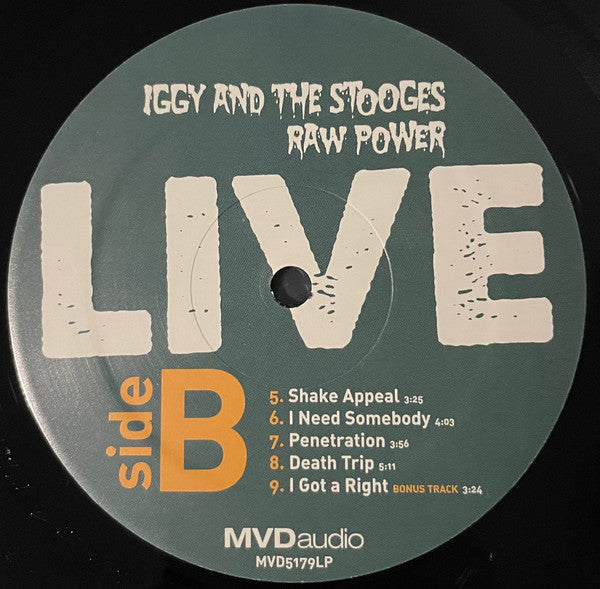 IGGY AND THE STOOGES
RAW POWER
LIVE
side B
5. Shake Appeal 3:25
6. I Need Somebody 4:03
7. Penetration 3:56
8. Death Trip 5:11
9. I Got a Right BONUS TRACK 3:24
MVDaudio
MVD5179LP